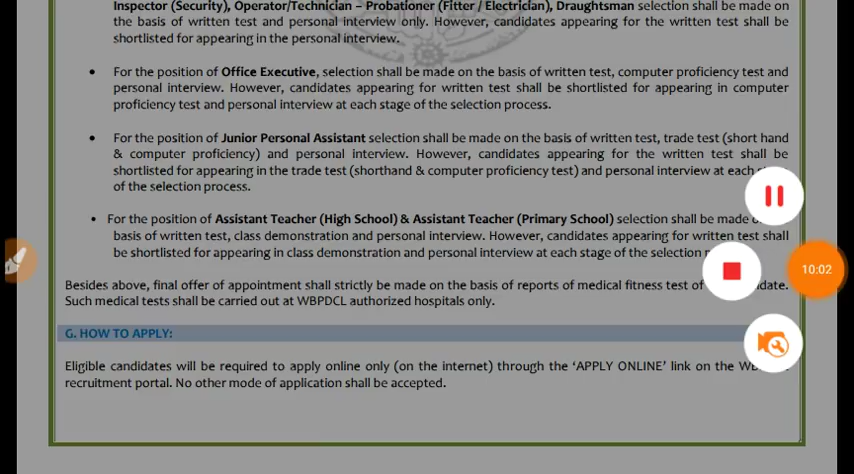 Inspector (Security), Operator/Technician – Probationer (Fitter / Electrician), Draughtsman selection shall be made on
the basis of written test and personal interview only. However, candidates appearing for the written test shall be
shortlisted for appearing in the personal interview.
• For the position of Office Executive, selection shall be made on the basis of written test, computer proficiency test and
personal interview. However, candidates appearing for written test shall be shortlisted for appearing in computer
proficiency test and personal interview at each stage of the selection process.
• For the position of Junior Personal Assistant selection shall be made on the basis of written test, trade test (short hand
& computer proficiency) and personal interview. However, candidates appearing for the written test shall be
shortlisted for appearing in the trade test (shorthand & computer proficiency test) and personal interview at each
of the selection process.
• For the position of Assistant Teacher (High School) & Assistant Teacher (Primary School) selection shall be made
basis of written test, class demonstration and personal interview. However, candidates appearing for written test shall
be shortlisted for appearing in class demonstration and personal interview at each stage of the selection
10:02
Besides above, final offer of appointment shall strictly be made on the basis of reports of medical fitness test of
Such medical tests shall be carried out at WBPDCL authorized hospitals only.
G. HOW TO APPLY:
Eligible candidates will be required to apply online only (on the internet) through the ‘APPLY ONLINE’ link on the
recruitment portal. No other mode of application shall be accepted.